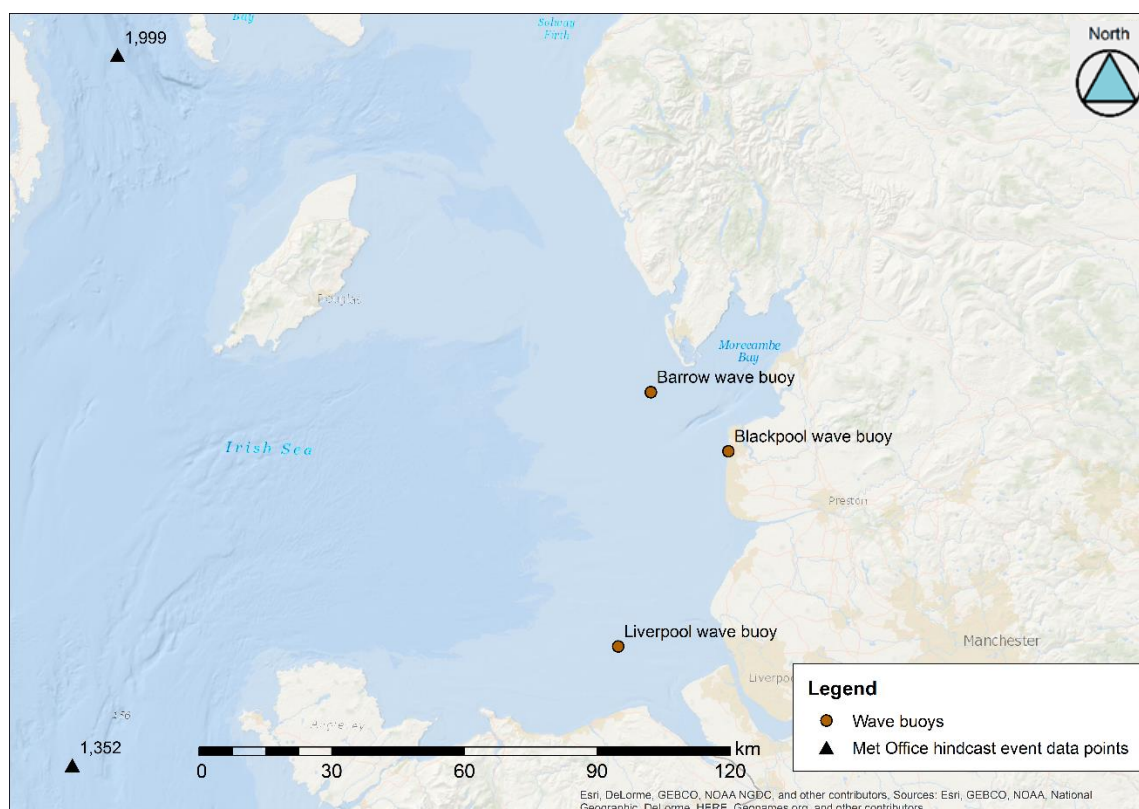 Bay
Solway
Firth
North
1,999
Douglas
Morecambe
Bay
Barrow wave buoy
Blackpool wave buoy
Irish Sea
Preston
Liverpool wave buoy
Manchester
Liverpool
Legend
Wave buoys
Met Office hindcast event data points
1,352
km
0 30 60 90 120
Esri, DeLorme, GEBCO, NOAA NGDC, and other contributors, Sources: Esri, GEBCO, NOAA, National
Geographic, DeLorme, HERE, Geonames.org, and other contributors